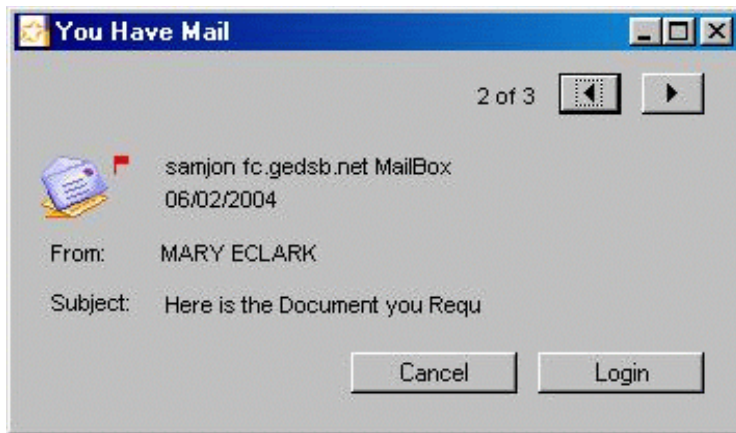 You Have Mail
2 of 3
samjon fc.gedsb.net MailBox
06/02/2004
From: MARY ECLARK
Subject: Here is the Document you Requ
Cancel Login